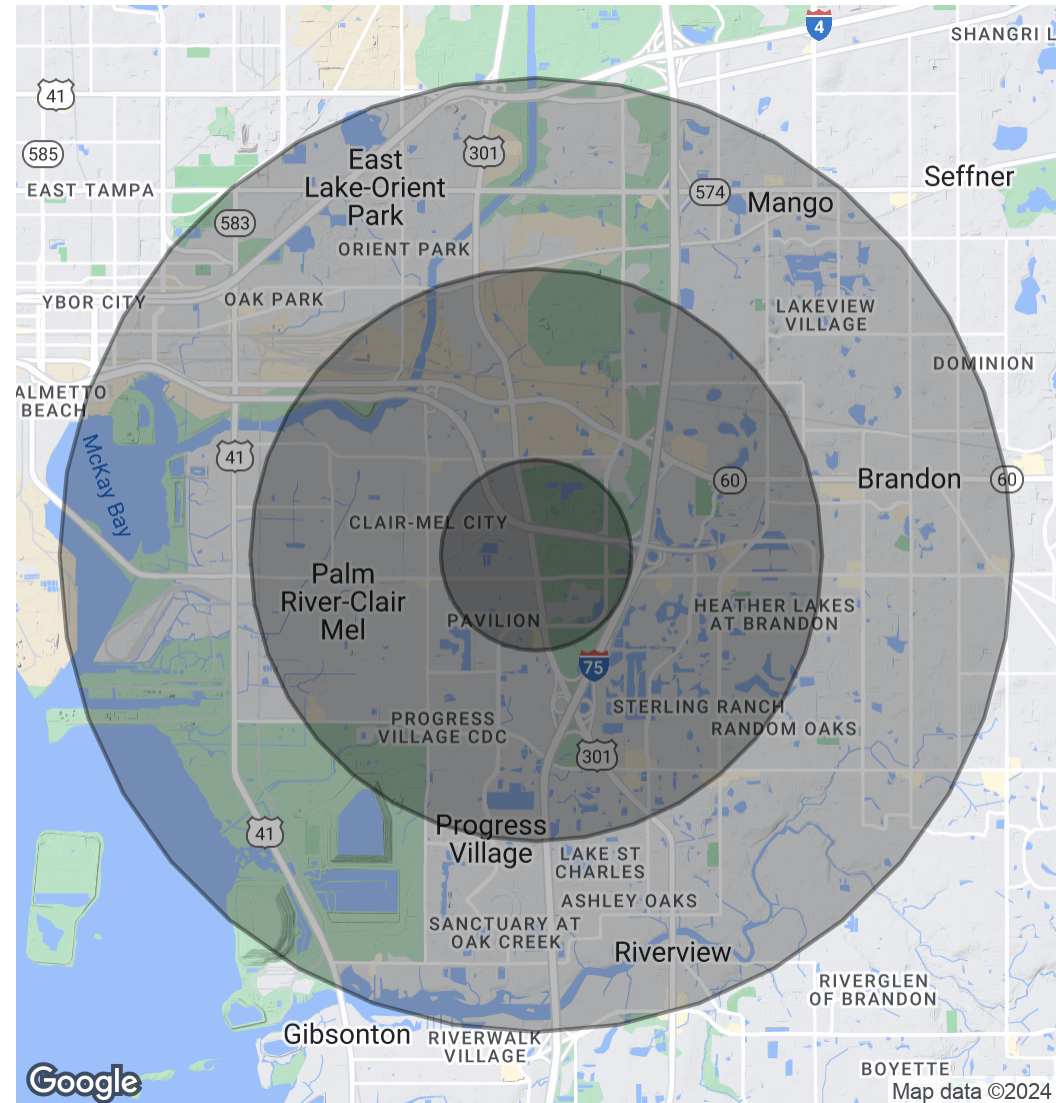 4
SHANGRI L
41
585
301
East
Lake-Orient
Park
574
Seffner
EAST TAMPA
Mango
583
ORIENT PARK
YBOR CITY
OAK PARK
LAKEVIEW
VILLAGE
DOMINION
ALMETTO
BEACH
McKay Bay
41
60
Brandon
60
CLAIR-MEL CITY
Palm
River-Clair
Mel
PAVILION
HEATHER LAKES
AT BRANDON
75
STERLING RANCH
RANDOM OAKS
PROGRESS
VILLAGE CDC
301
41
Progress
Village
LAKE ST
CHARLES
ASHLEY OAKS
SANCTUARY AT
OAK CREEK
Riverview
RIVERGLEN
OF BRANDON
Gibsonton
RIVERWALK
VILLAGE
BOYETTE
Google
Map data ©2024